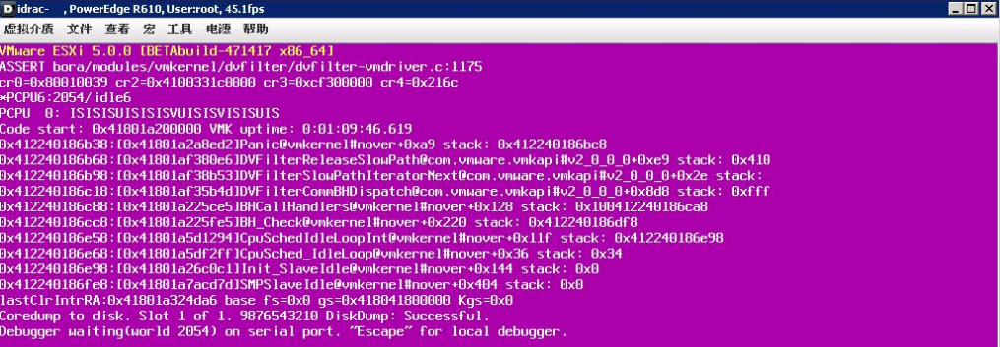 idrac- , PowerEdge R610, User:root, 45.1fps
虚拟介质 文件 查看 宏 工具 电源 帮助
VMware ESXi 5.0.0 [BETAbuild-471417 x86_64]
ASSERT bora/modules/vmkernel/dvfilter/dvfilter-vmdriver.c:1175
cr0=0x80010039 cr2=0x4100331c0000 cr3=0xcf300000 cr4=0x216c
*PCPU6:2054/idle6
PCPU 0: ISISISUISISISVUISISVISISUIS
Code start: 0x41801a200000 VMK uptime: 0:01:09:46.619
0x412240186b38:[0x41801a2a8ed2]Panic@vmkernel#nover+0xa9 stack: 0x412240186bc8
0x412240186b68:[0x41801af380e6]DVFilterReleaseSlowPath@com.vmware.vmkapi#v2_0_0_0+0xe9 stack: 0x410
0x412240186b98:[0x41801af38b53]DVFilterSlowPathIteratorNext@com.vmware.vmkapi#v2_0_0_0+0x2e stack:
0x412240186c18:[0x41801af35b4d]DVFilterCommBHDispatch@com.vmware.vmkapi#v2_0_0_0+0x8d8 stack: 0xfff
0x412240186c88:[0x41801a225ce5]BHCallHandlers@vmkernel#nover+0x128 stack: 0x100412240186ca8
0x412240186cc8:[0x41801a225fe5]BH_Check@vmkernel#nover+0x220 stack: 0x412240186df8
0x412240186e58:[0x41801a5d1294]CpuSchedIdleLoopInt@vmkernel#nover+0x11f stack: 0x412240186e98
0x412240186e68:[0x41801a5df2ff]CpuSched_IdleLoop@vmkernel#nover+0x36 stack: 0x34
0x412240186e98:[0x41801a26c0c1]Init_SlaveIdle@vmkernel#nover+0x144 stack: 0x0
0x412240186fe8:[0x41801a7acd7d]SMPSlaveIdle@vmkernel#nover+0x404 stack: 0x0
lastClrIntrRA:0x41801a324da6 base fs=0x0 gs=0x418041800000 Kgs=0x0
Coredump to disk. Slot 1 of 1. 9876543210 DiskDump: Successful.
Debugger waiting(world 2054) on serial port. "Escape" for local debugger.